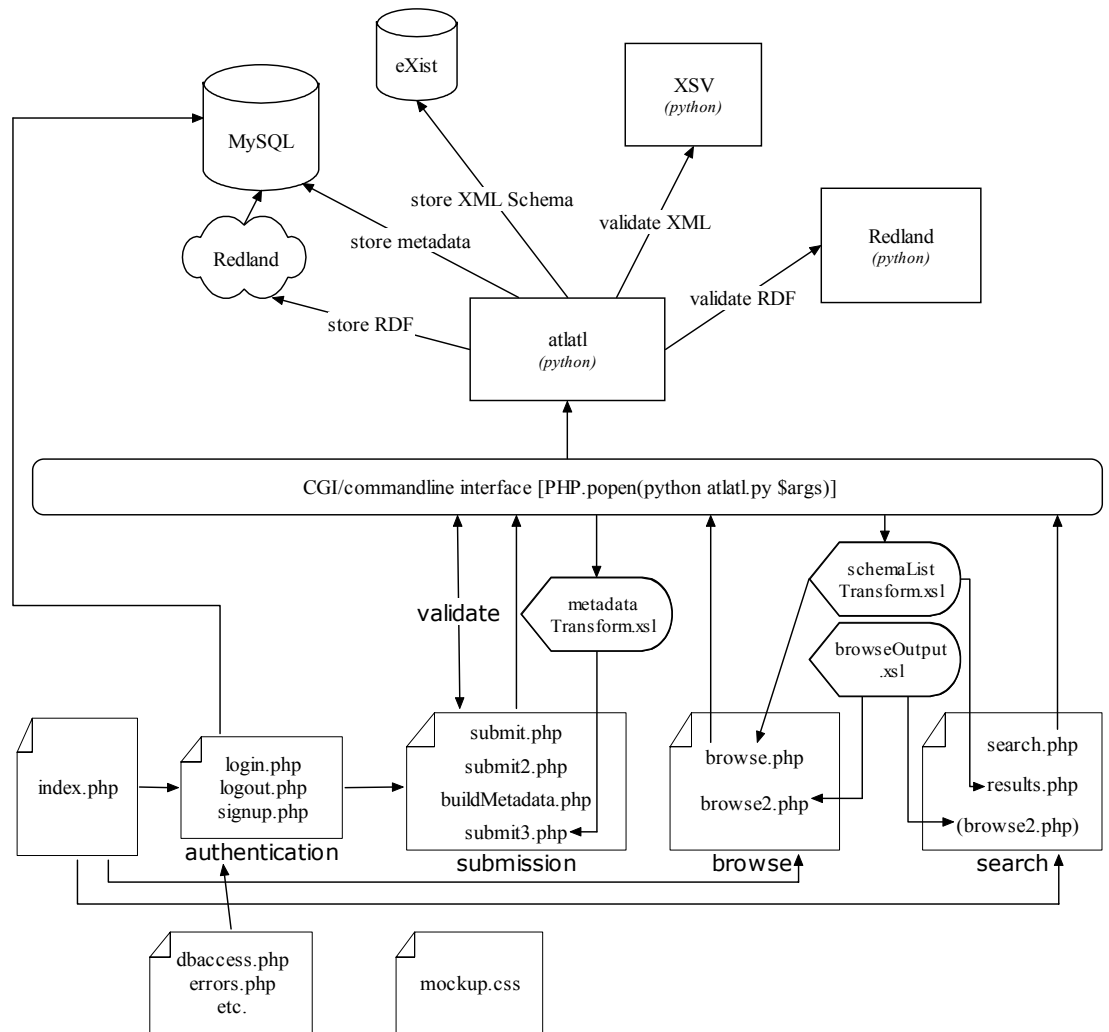 eXist
XSV
(python)
MySQL
store XML Schema
validate XML
store metadata
Redland
Redland
(python)
validate RDF
store RDF
atlatl
(python)
CGI/commandline interface [PHP.popen(python atlatl.py $args)]
validate
metadata
Transform.xsl
schemaList
Transform.xsl
browseOutput
.xsl
index.php
login.php
logout.php
signup.php
authentication
submit.php
submit2.php
buildMetadata.php
submit3.php
submission
browse.php
browse2.php
browse
search.php
results.php
(browse2.php)
search
dbaccess.php
errors.php
etc.
mockup.css